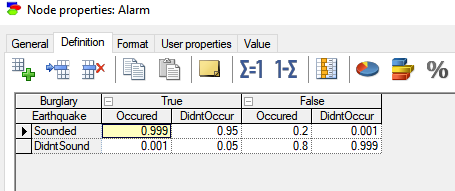 Node properties: Alarm
General Definition Format User properties Value
Σ=1 1-Σ %
Burglary True False
Earthquake Occured DidntOccur Occured DidntOccur
Sounded 0.999 0.95 0.2 0.001
DidntSound 0.001 0.05 0.8 0.999